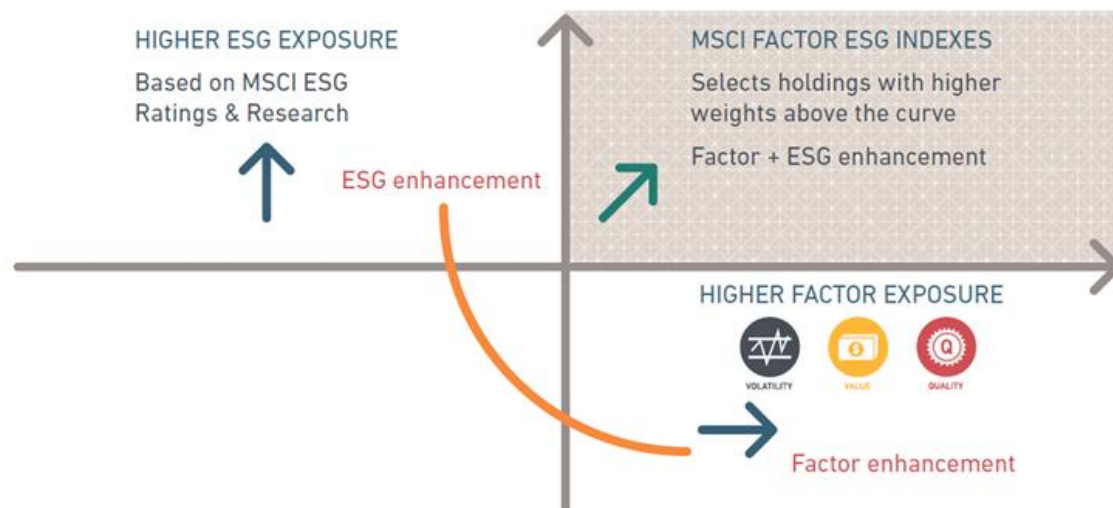 HIGHER ESG EXPOSURE
Based on MSCI ESG
Ratings & Research
ESG enhancement
MSCI FACTOR ESG INDEXES
Selects holdings with higher
weights above the curve
Factor + ESG enhancement
HIGHER FACTOR EXPOSURE
$
Q
VOLATILITY
VALUE
QUALITY
Factor enhancement